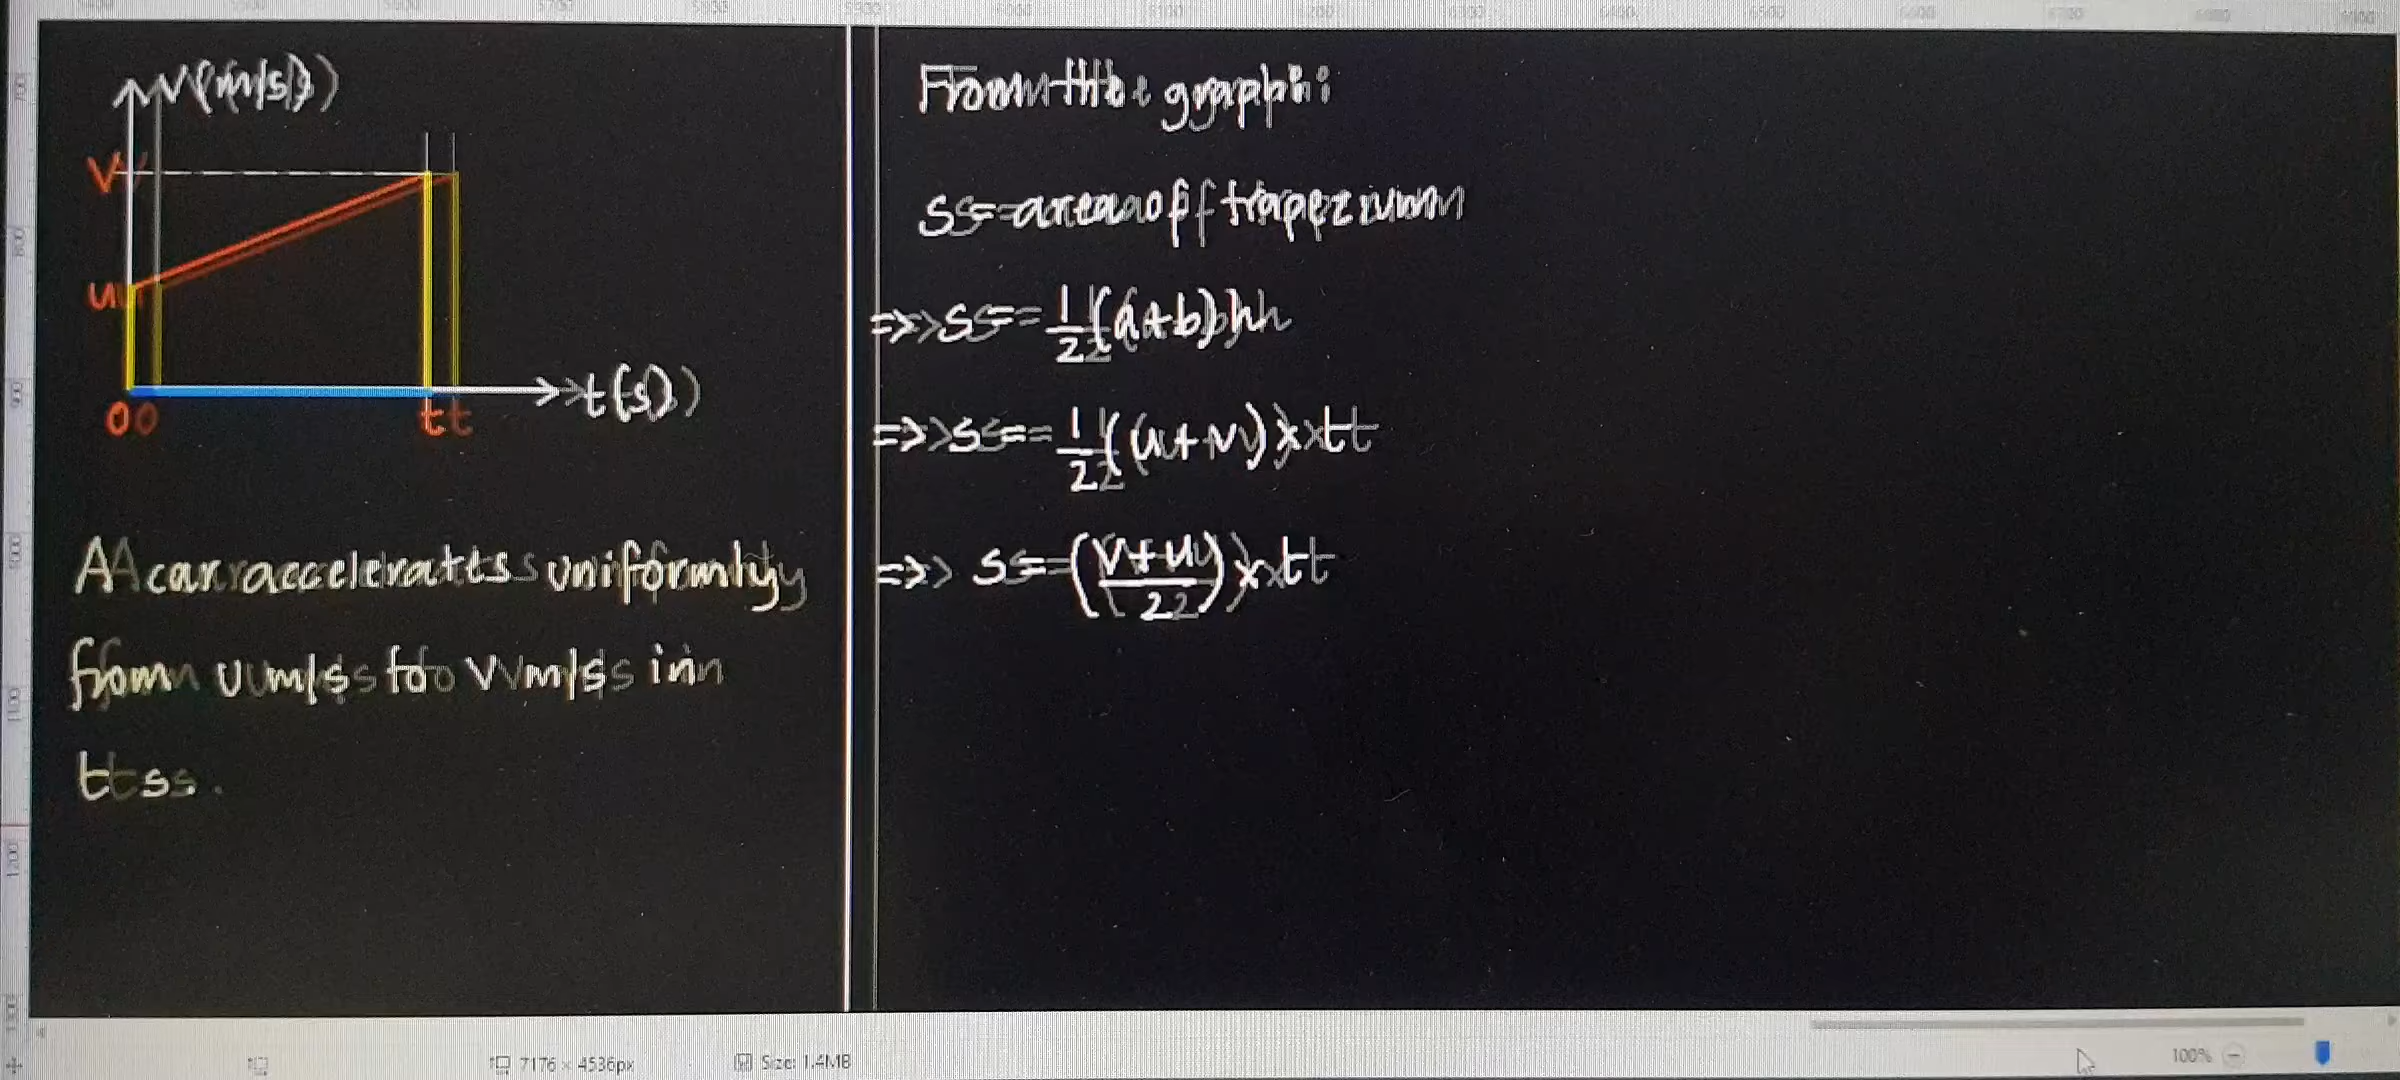 V(m/s)
V
u
0 t t(s)
A car accelerates uniformly
from u m/s to V m/s in
t s.
From the graph:
s = area of trapezium
=> s = 1/2 (a+b)h
=> s = 1/2 (u+v) x t
=> s = (v+u/2) x t
7176 × 4536px
Size: 1.4MB
100%